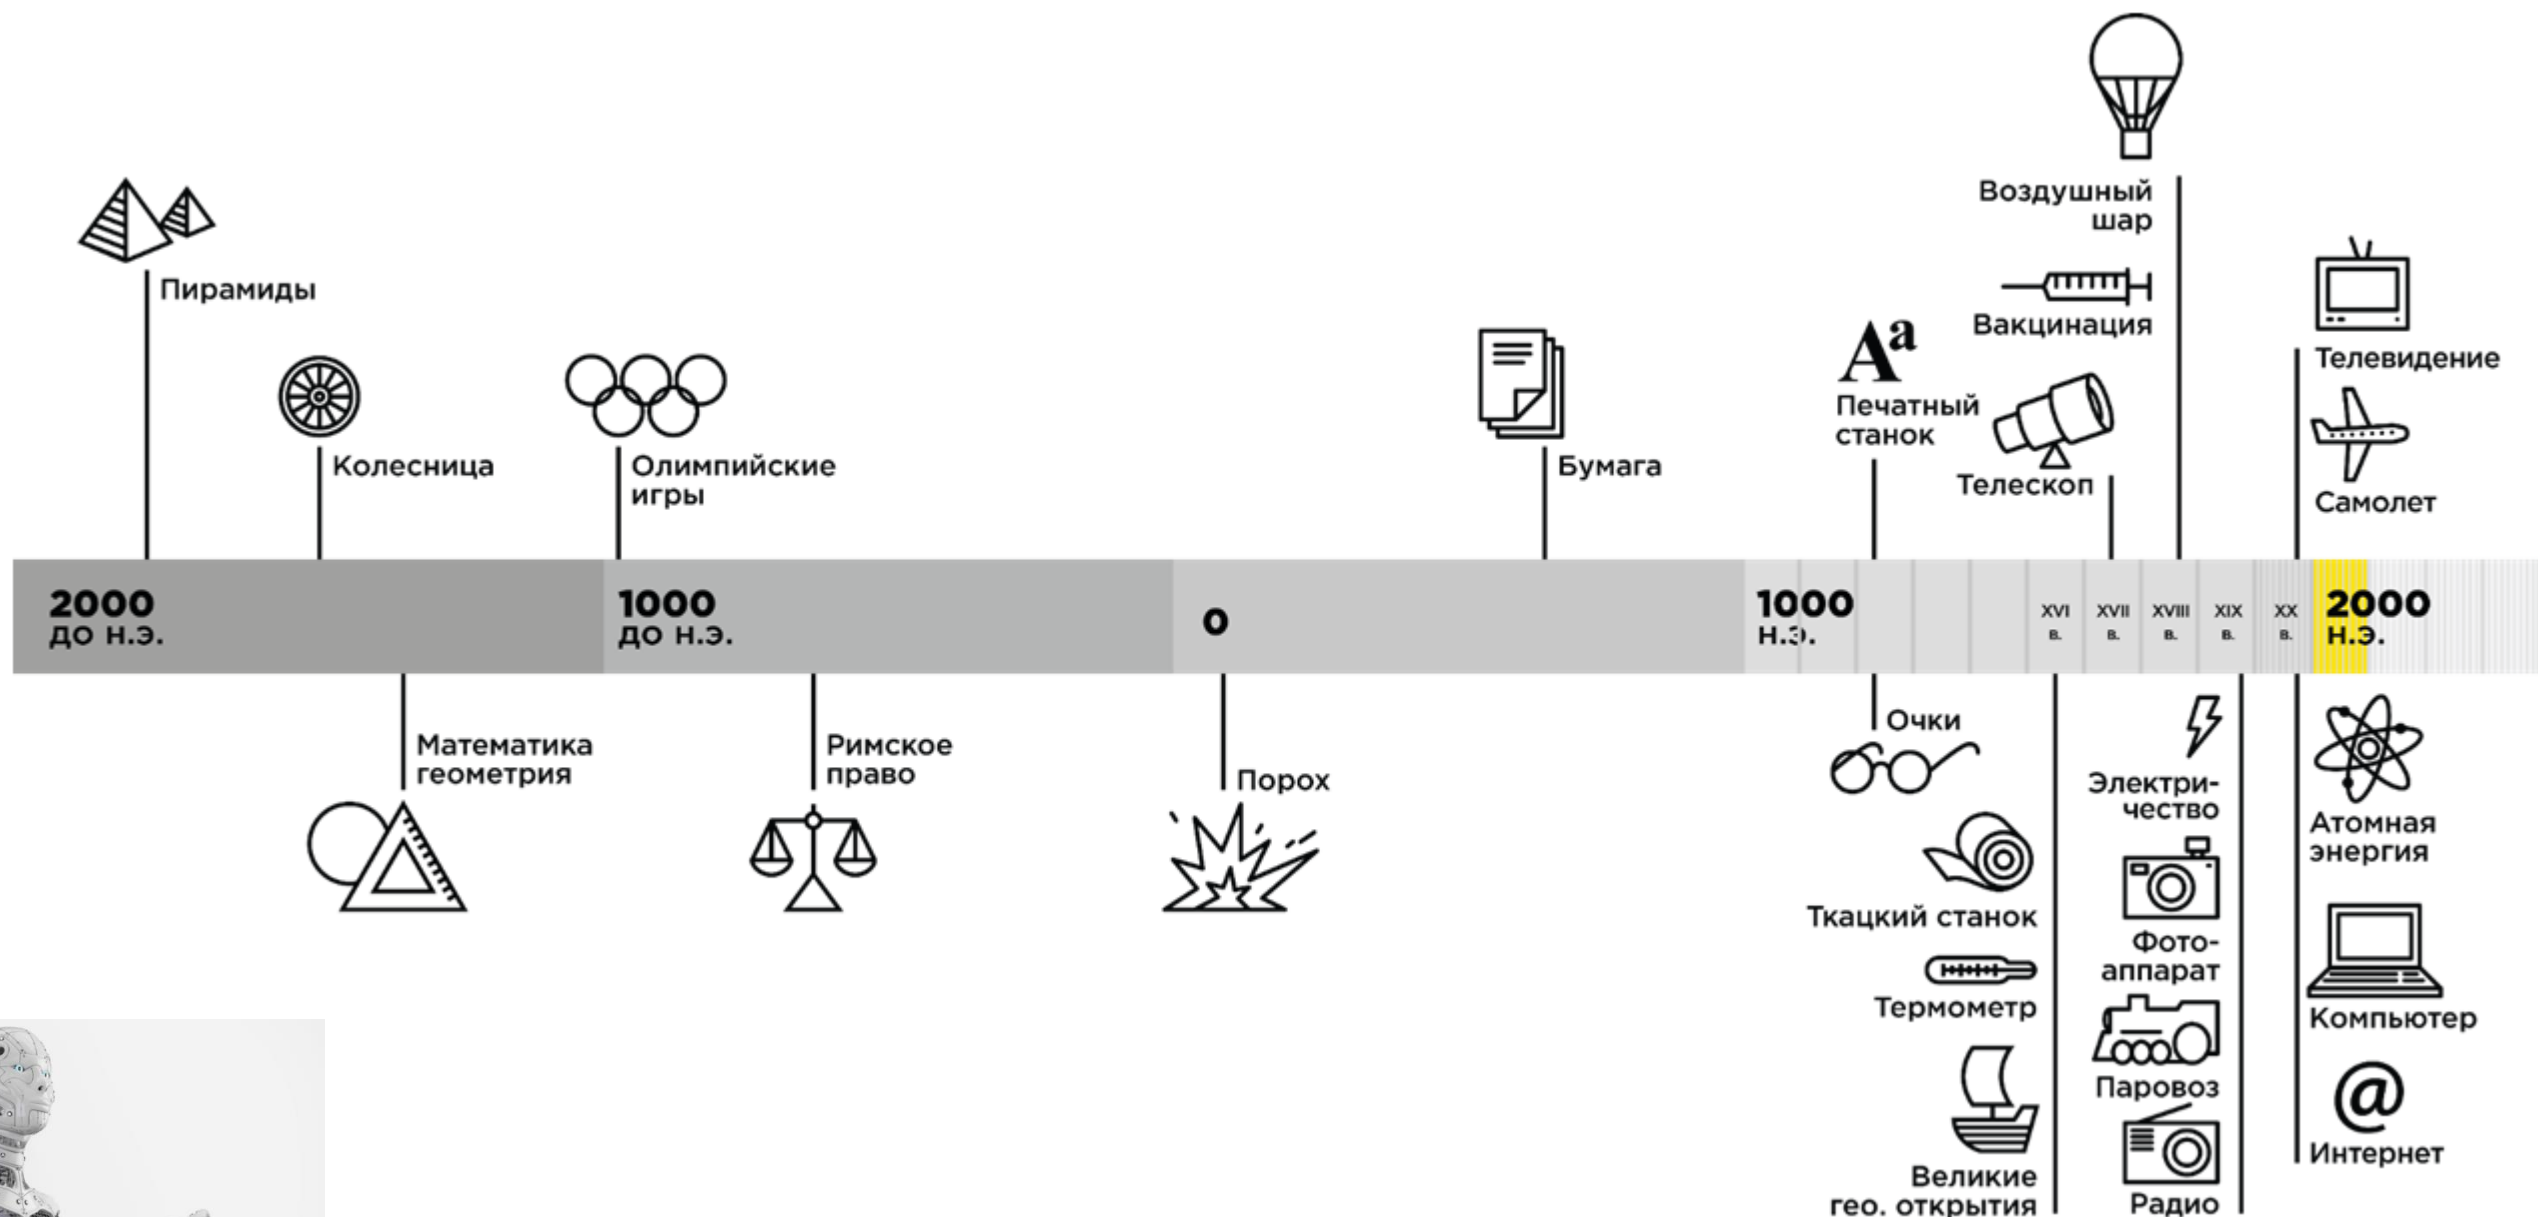 Воздушный
шар
Вакцинация
Пирамиды
Aa
Печатный
станок
Телевидение
Колесница
Олимпийские
игры
Бумага
Телескоп
Самолет
2000
ДО Н.Э.
1000
ДО Н.Э.
0
1000
Н.Э.
XVI
В.
XVII
В.
XVIII
В.
XIX
В.
XX
В.
2000
Н.Э.
Математика
геометрия
Римское
право
Порох
Очки
Ткацкий станок
Термометр
Великие
гео. открытия
Электри-
чество
Фото-
аппарат
Паровоз
Радио
Атомная
энергия
Компьютер
@
Интернет